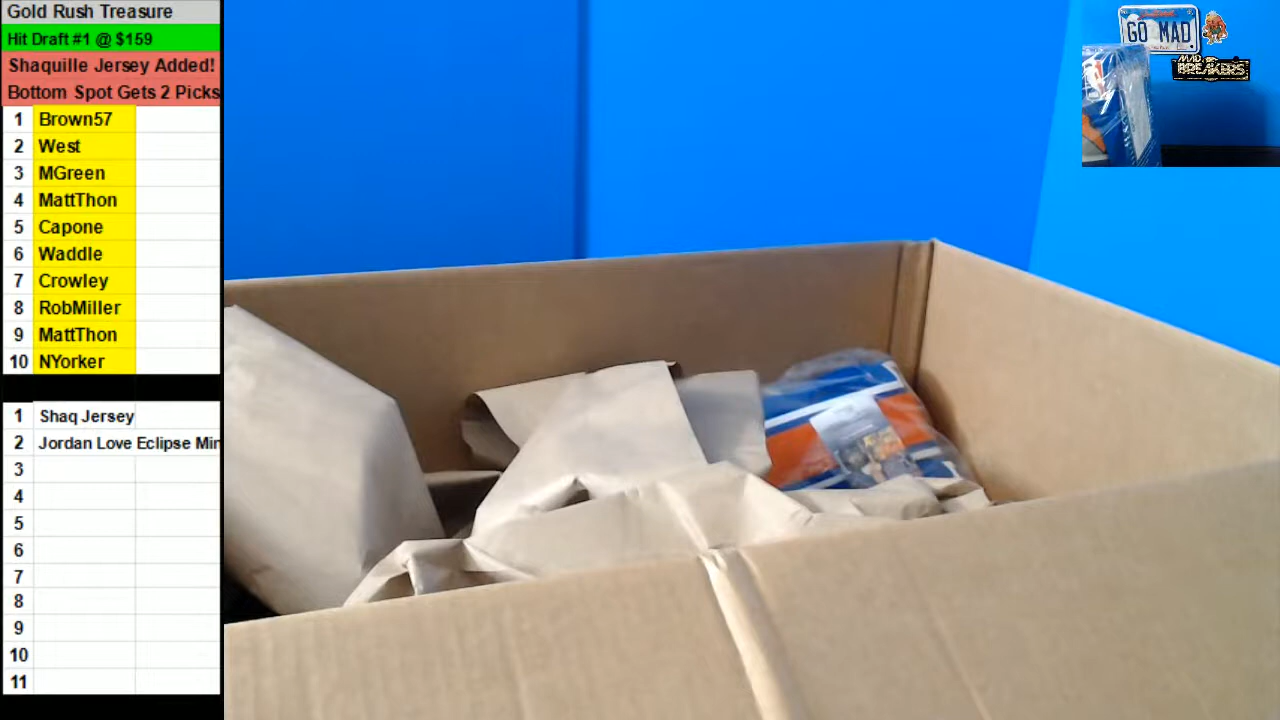 Gold Rush Treasure
Hit Draft #1 @ $159
Shaquille Jersey Added!
Bottom Spot Gets 2 Picks
1 Brown57
2 West
3 MGreen
4 MattThon
5 Capone
6 Waddle
7 Crowley
8 RobMiller
9 MattThon
10 NYorker
1 Shaq Jersey
2 Jordan Love Eclipse Min
3
4
5
6
7
8
9
10
11
GO MAD
MAD
BREAKERS